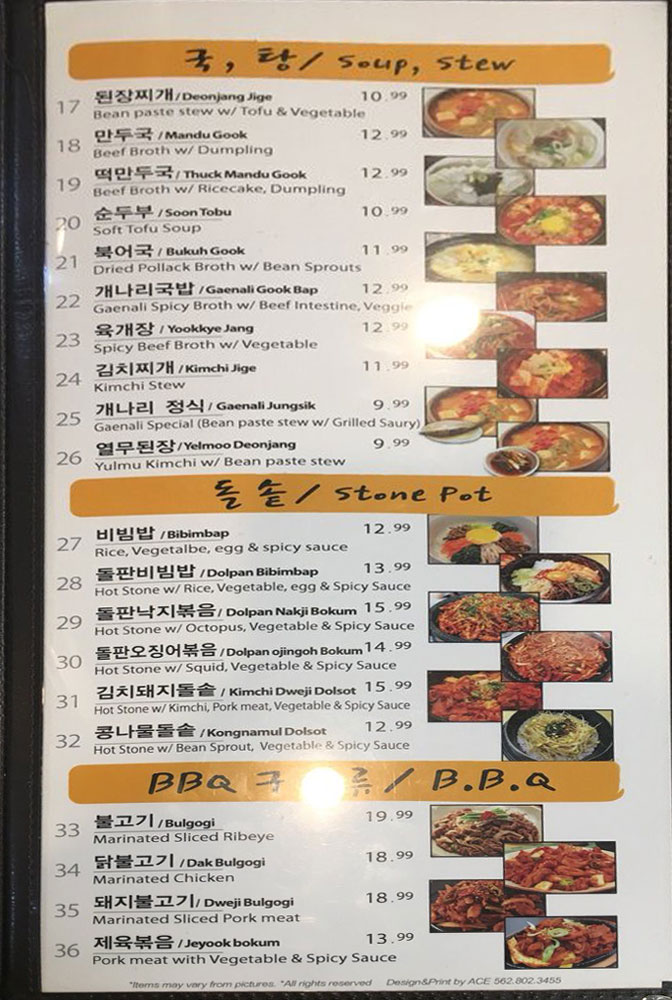 국, 탕 / Soup, Stew
17 된장찌개 / Deonjang Jige 10.99
Bean paste stew w/ Tofu & Vegetable
18 만두국 / Mandu Gook 12.99
Beef Broth w/ Dumpling
19 떡만두국 / Thuck Mandu Gook 12.99
Beef Broth w/ Ricecake, Dumpling
20 순두부 / Soon Tobu 10.99
Soft Tofu Soup
21 북어국 / Bukuh Gook 11.99
Dried Pollack Broth w/ Bean Sprouts
22 개나리국밥 / Gaenali Gook Bap 12.99
Gaenali Spicy Broth w/ Beef Intestine, Veggie
23 육개장 / Yookkye Jang 12.99
Spicy Beef Broth w/ Vegetable
24 김치찌개 / Kimchi Jige 11.99
Kimchi Stew
25 개나리 정식 / Gaenali Jungsik 9.99
Gaenali Special (Bean paste stew w/ Grilled Saury)
26 열무된장 / Yelmoo Deonjang 9.99
Yulmu Kimchi w/ Bean paste stew
돌솥 / Stone Pot
27 비빔밥 / Bibimbap 12.99
Rice, Vegetalbe, egg & spicy sauce
28 돌판비빔밥 / Dolpan Bibimbap 13.99
Hot Stone w/ Rice, Vegetable, egg & Spicy Sauce
29 돌판낙지볶음 / Dolpan Nakji Bokum 15.99
Hot Stone w/ Octopus, Vegetable & Spicy Sauce
30 돌판오징어볶음 / Dolpan ojingoh Bokum 14.99
Hot Stone w/ Squid, Vegetable & Spicy Sauce
31 김치돼지돌솥 / Kimchi Dweji Dolsot 15.99
Hot Stone w/ Kimchi, Pork meat, Vegetable & Spicy Sauce
32 콩나물돌솥 / Kongnamul Dolsot 12.99
Hot Stone w/ Bean Sprout, Vegetable & Spicy Sauce
BBQ 구 류 / B.B.Q
33 불고기 / Bulgogi 19.99
Marinated Sliced Ribeye
34 닭불고기 / Dak Bulgogi 18.99
Marinated Chicken
35 돼지불고기 / Dweji Bulgogi 18.99
Marinated Sliced Pork meat
36 제육볶음 / Jeyook bokum 13.99
Pork meat with Vegetable & Spicy Sauce
*Items may vary from pictures. *All rights reserved Design&Print by ACE 562.802.3455